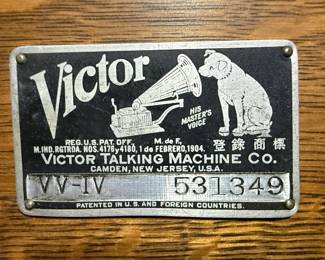 Victor
HIS
MASTER'S
VOICE
REG. U.S. PAT. OFF. M. de F.
M. IND. RGTRDA. NOS. 4176 y 4180, 1 de FEBRERO, 1904.
登錄商標
VICTOR TALKING MACHINE CO.
CAMDEN, NEW JERSEY, U.S.A.
VV-IV 531349
PATENTED IN U.S. AND FOREIGN COUNTRIES.